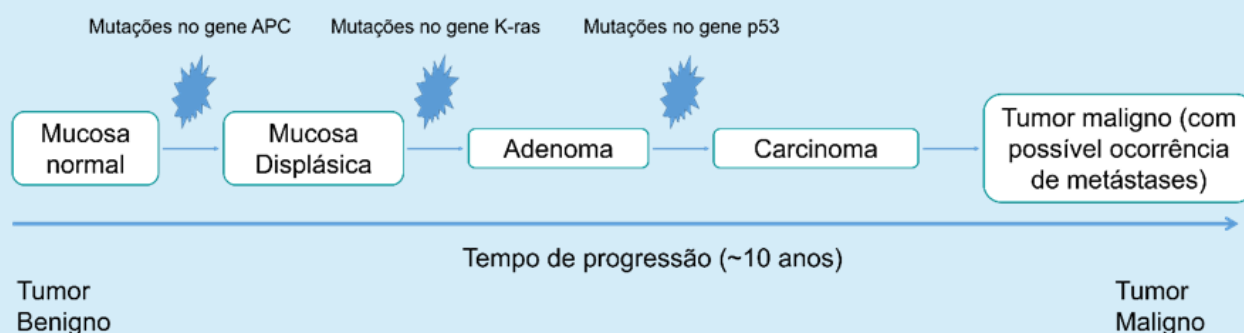 Mutações no gene APC
Mutações no gene K-ras
Mutações no gene p53
Mucosa
normal
Mucosa
Displásica
Adenoma
Carcinoma
Tumor maligno (com
possível ocorrência
de metástases)
Tempo de progressão (~10 anos)
Tumor
Benigno
Tumor
Maligno